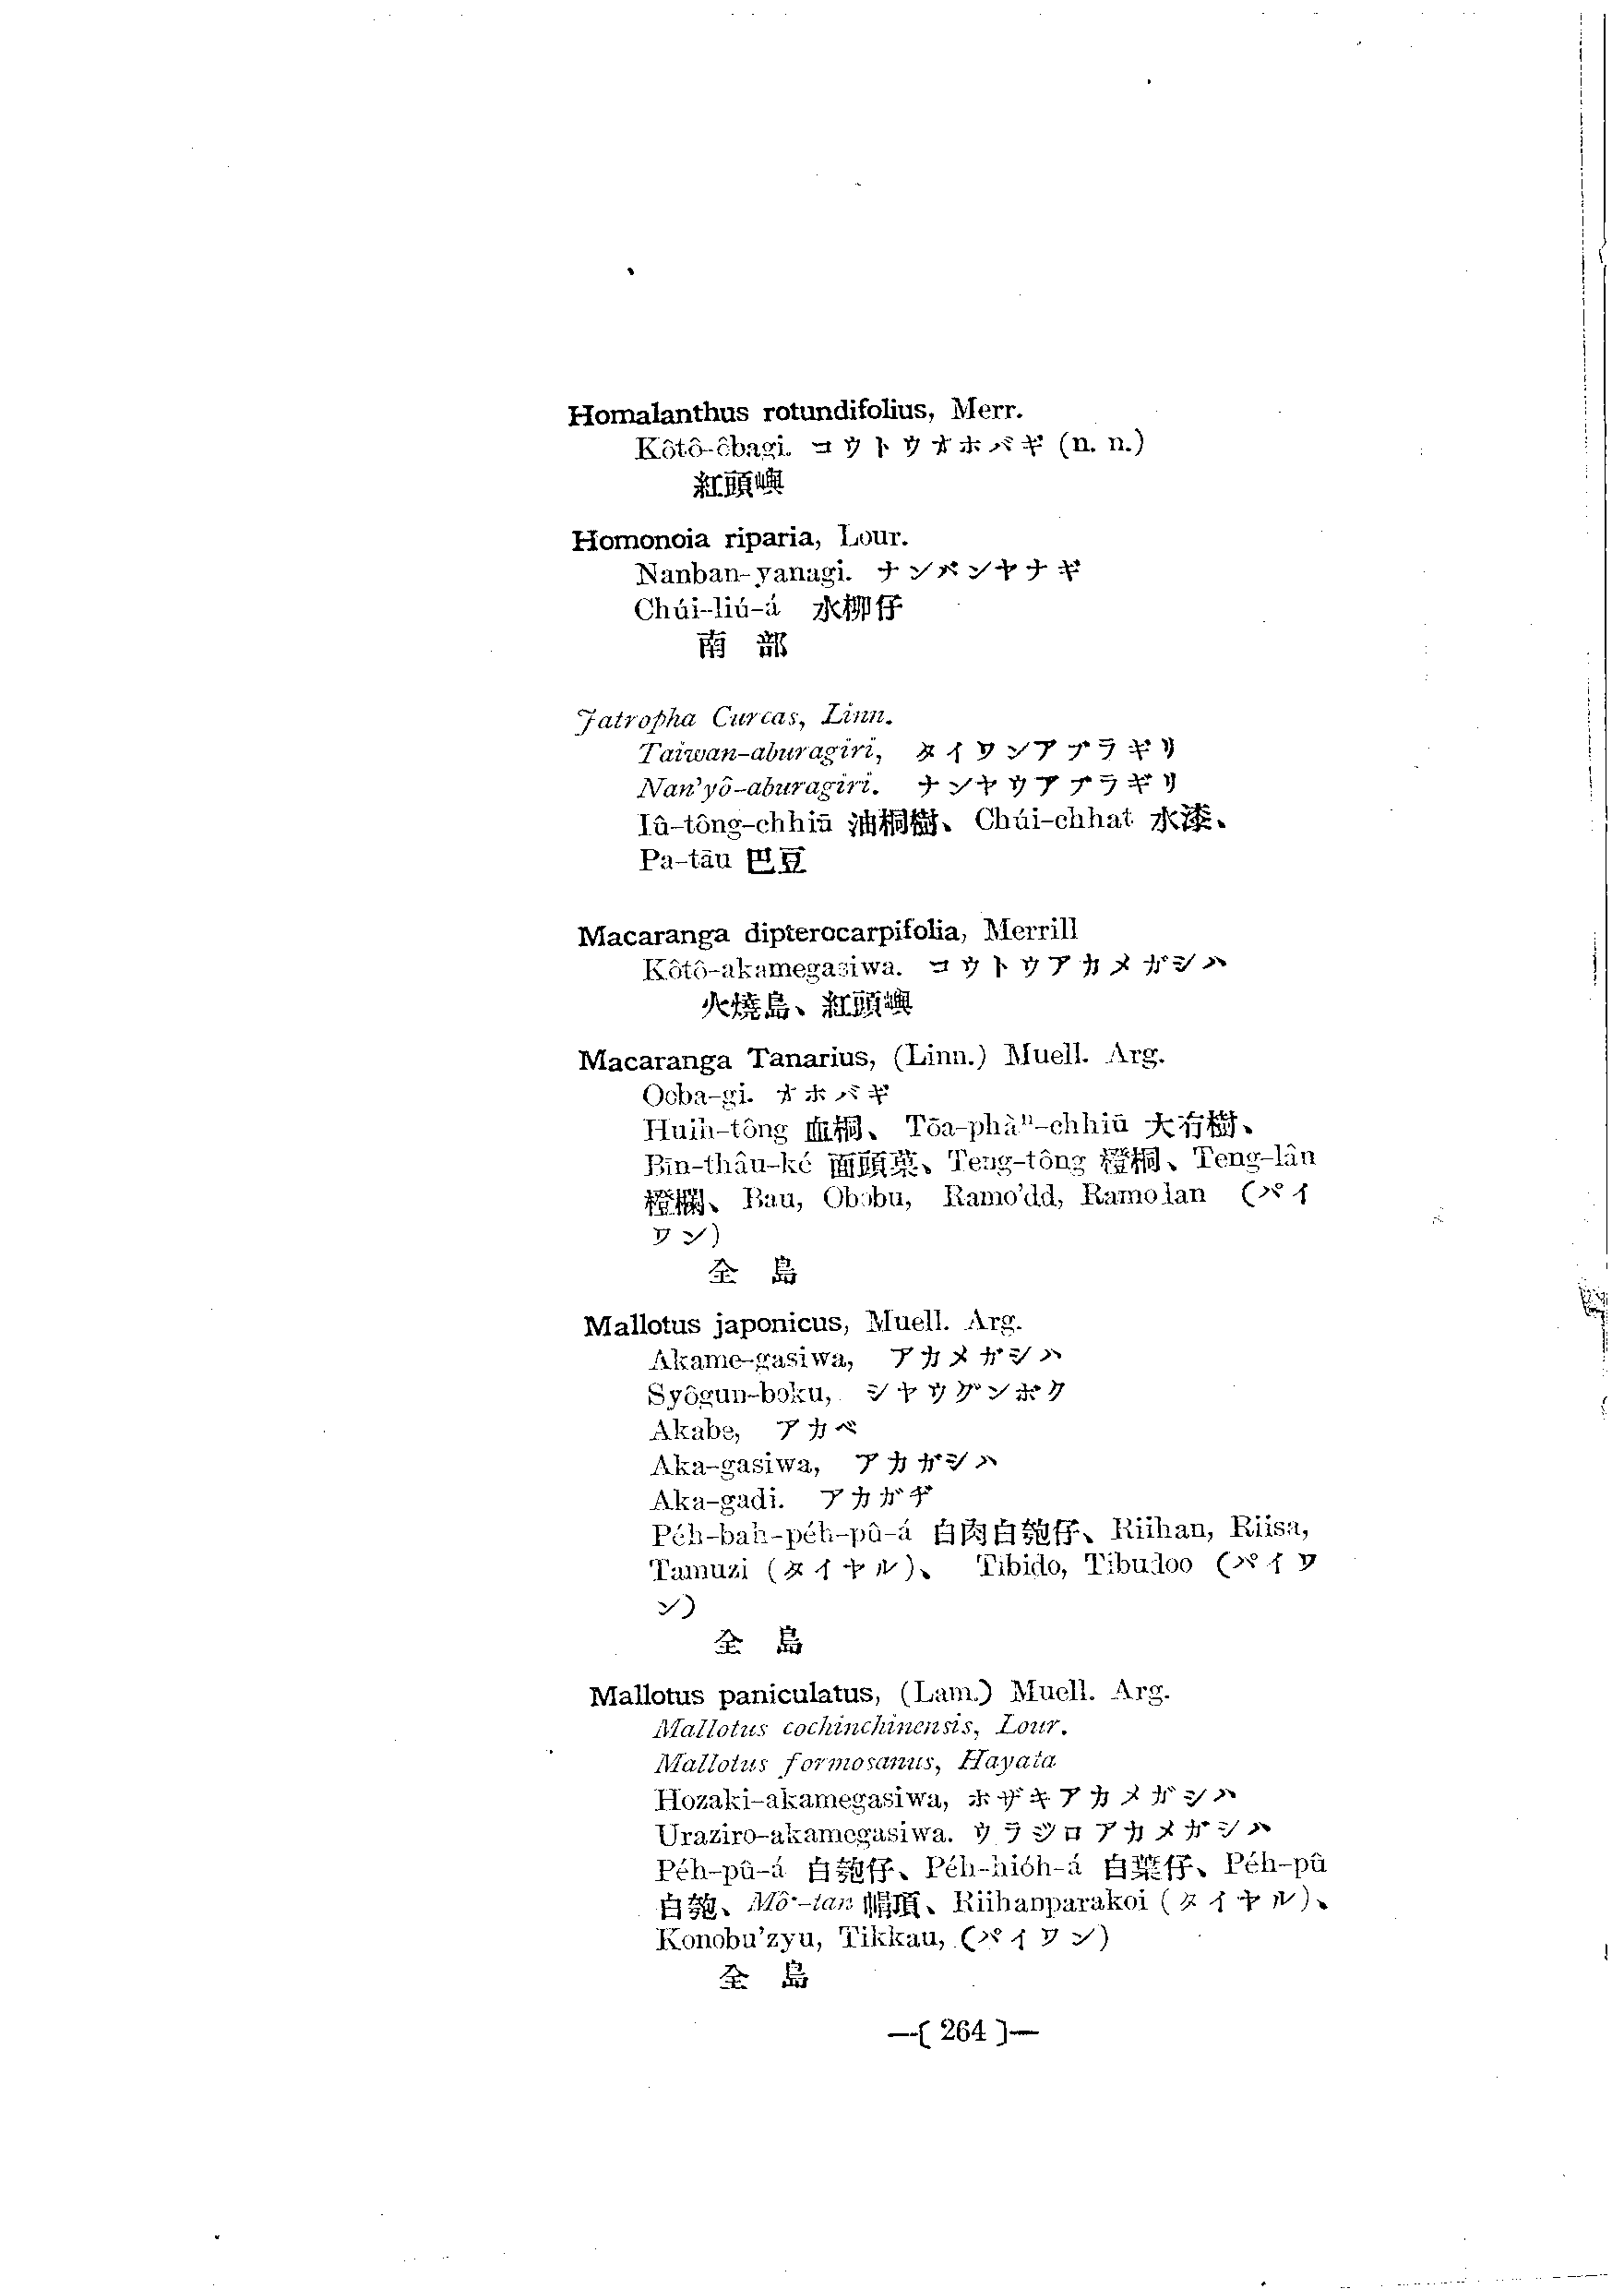 Homalanthus rotundifolius, Merr.
Kôtô-ôbagi. コウトウオホバギ (n. n.)
紅頭嶼
Homonoia riparia, Lour.
Nanban-yanagi. ナンバンヤナギ
Chúi-liú-á 水柳仔
南 部
Jatropha Curcas, Linn.
Taiwan-aburagiri, タイワンアブラギリ
Nan'yô-aburagiri. ナンヤウアブラギリ
Iû-tông-chhiū 油桐樹、Chúi-chhat 水漆、
Pa-tāu 巴豆
Macaranga dipterocarpifolia, Merrill
Kôtô-akamegasiwa. コウトウアカメガシハ
火燒島、紅頭嶼
Macaranga Tanarius, (Linn.) Muell. Arg.
Ooba-gi. オホバギ
Huih-tông 血桐、Tōa-phàⁿ-chhiū 大冇樹、
Bīn-thâu-ké 面頭葉、Teng-tông 橙桐、Teng-lân
橙欄、Bau, Obobu, Ramo'dd, Ramolan (パイ
ワン)
全 島
Mallotus japonicus, Muell. Arg.
Akame-gasiwa, アカメガシハ
Syôgun-boku, シヤウグンボク
Akabe, アカベ
Aka-gasiwa, アカガシハ
Aka-gadi. アカガヂ
Péh-bah-péh-pû-á 白肉白匏仔、Riihan, Riisa,
Tamuzi (タイヤル)、 Tibido, Tibudoo (パイワ
ン)
全 島
Mallotus paniculatus, (Lam.) Muell. Arg.
Mallotus cochinchinensis, Lour.
Mallotus formosanus, Hayata
Hozaki-akamegasiwa, ホザキアカメガシハ
Uraziro-akamegasiwa. ウラジロアカメガシハ
Péh-pû-á 白匏仔、Péh-hióh-á 白葉仔、Péh-pû
白匏、Mô·-tan 帽頂、Riihanparakoi (タイヤル)、
Konobu'zyu, Tikkau, (パイワン)
全 島
—[ 264 ]—